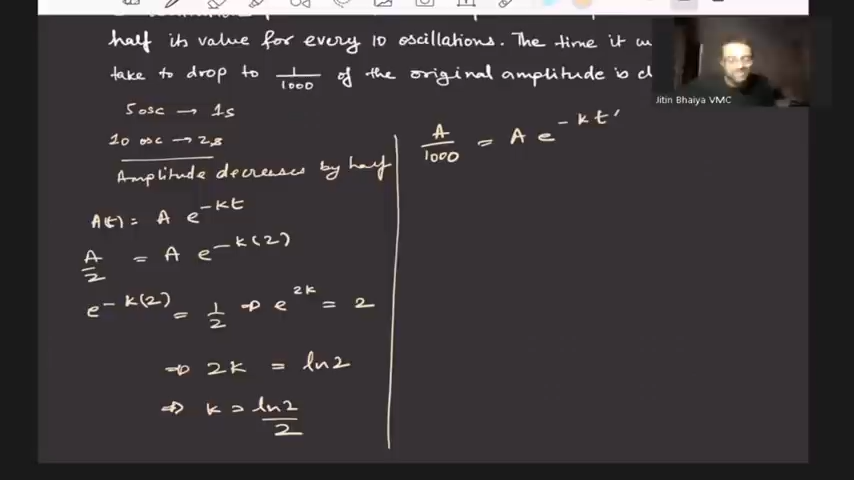 half its value for every 10 oscillations. The time it
take to drop to 1/1000 of the original amplitude is
Jitin Bhaiya VMC
5 osc → 1s
10 osc → 2s
Amplitude decreases by half
A(t) = A e^-kt
A/2 = A e^-k(2)
e^-k(2) = 1/2 ⇒ e^2k = 2
⇒ 2k = ln2
⇒ k = ln2/2
A/1000 = A e^-kt'